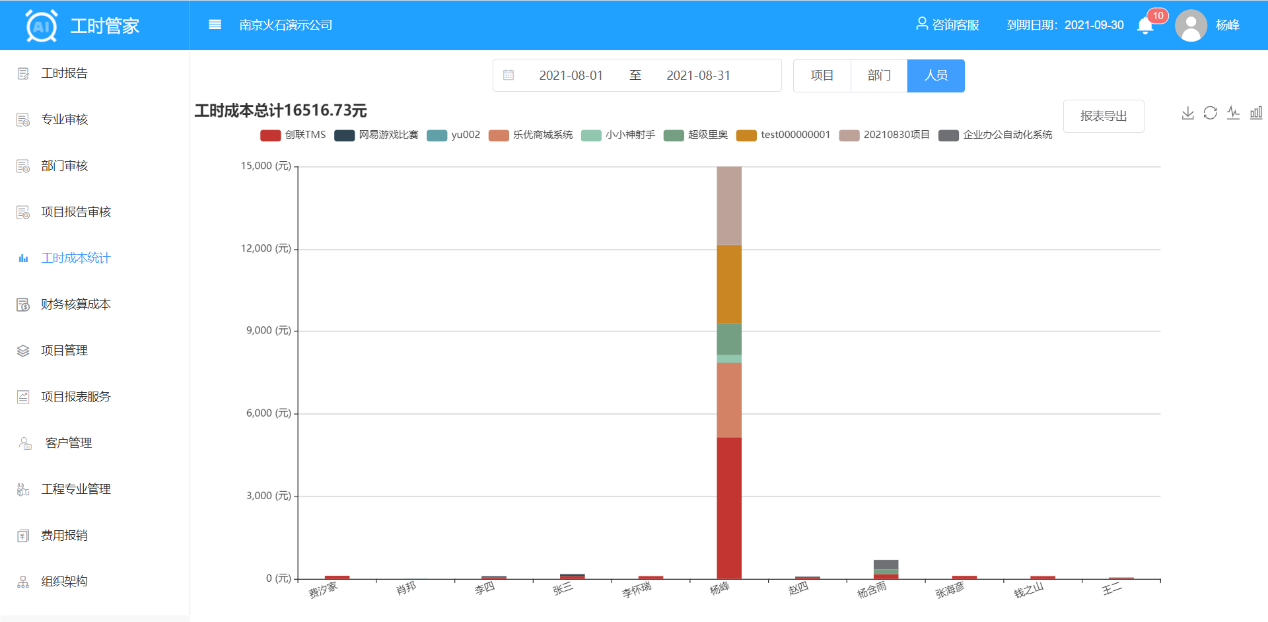 AI 工时管家
南京火石演示公司
咨询客服
到期日期：2021-09-30
10
杨峰
工时报告
专业审核
部门审核
项目报告审核
工时成本统计
财务核算成本
项目管理
项目报表服务
客户管理
工程专业管理
费用报销
组织架构
2021-08-01 至 2021-08-31
项目 部门 人员
工时成本总计16516.73元
报表导出
创联TMS 网易游戏比赛 yu002 乐优商城系统 小小神射手 超级里奥 test000000001 20210830项目 企业办公自动化系统
15,000 (元)
12,000 (元)
9,000 (元)
6,000 (元)
3,000 (元)
0 (元)
费汐家 肖邦 李四 张三 李怀瑞 杨峰 赵四 杨含雨 张海彦 钱之山 王二